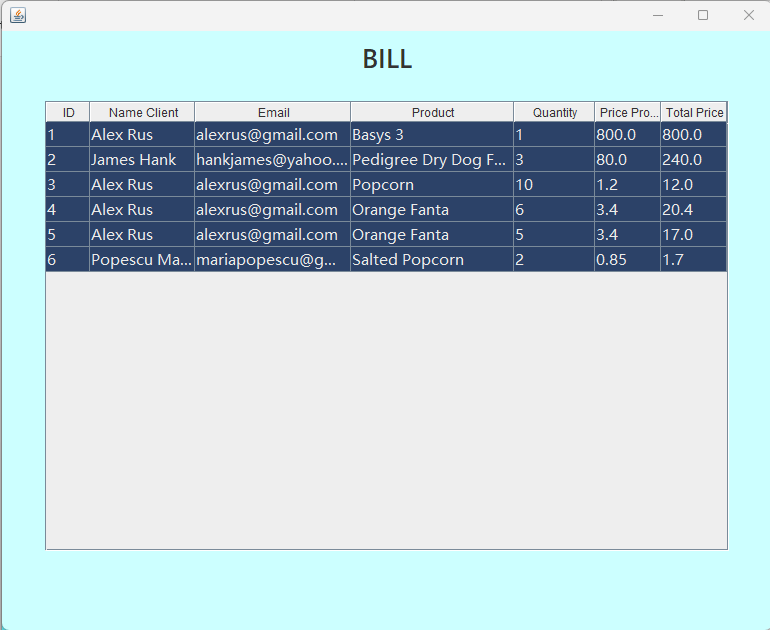 BILL
ID Name Client Email Product Quantity Price Pro... Total Price
1 Alex Rus alexrus@gmail.com Basys 3 1 800.0 800.0
2 James Hank hankjames@yahoo.... Pedigree Dry Dog F... 3 80.0 240.0
3 Alex Rus alexrus@gmail.com Popcorn 10 1.2 12.0
4 Alex Rus alexrus@gmail.com Orange Fanta 6 3.4 20.4
5 Alex Rus alexrus@gmail.com Orange Fanta 5 3.4 17.0
6 Popescu Ma... mariapopescu@g... Salted Popcorn 2 0.85 1.7